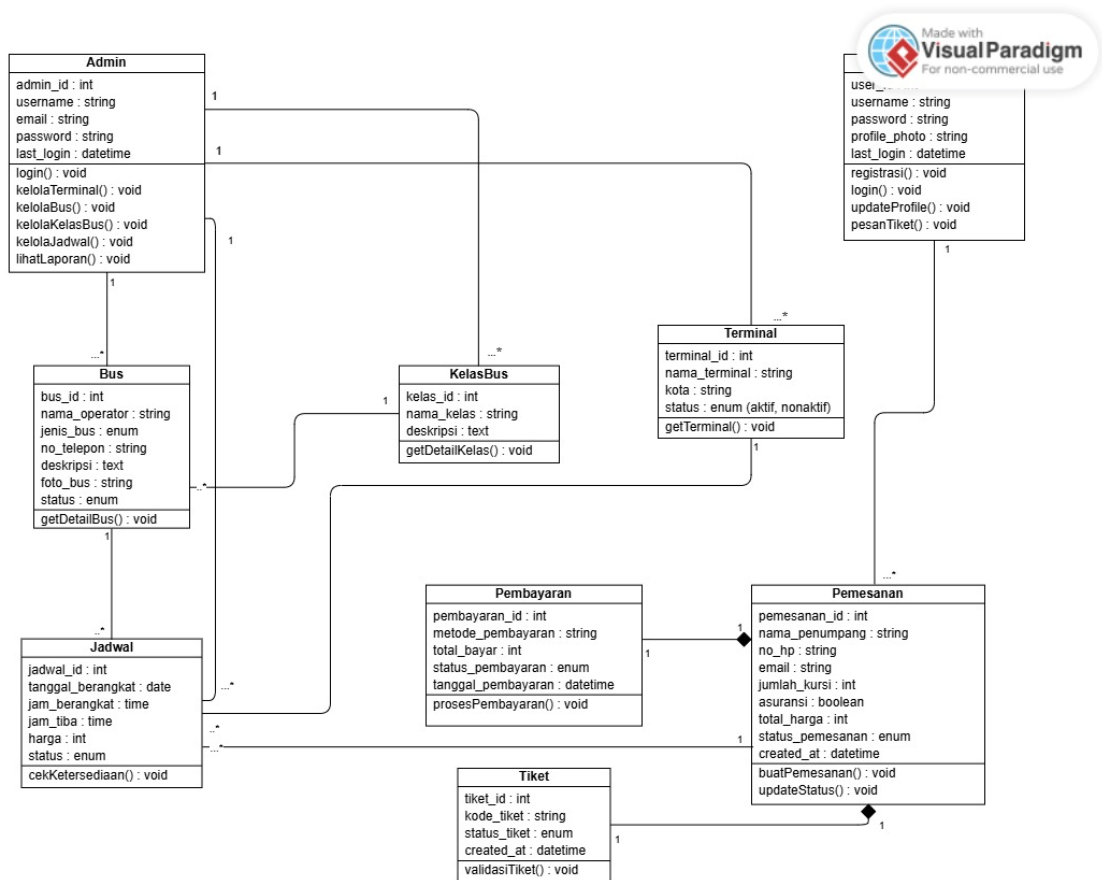 Made with
Visual Paradigm
For non-commercial use
Admin
admin_id : int
username : string
email : string
password : string
last_login : datetime
login() : void
kelolaTerminal() : void
kelolaBus() : void
kelolaKelasBus() : void
kelolaJadwal() : void
lihatLaporan() : void
1
1
1
1
username : string
password : string
profile_photo : string
last_login : datetime
registrasi() : void
login() : void
updateProfile() : void
pesanTiket() : void
1
...*
Bus
bus_id : int
nama_operator : string
jenis_bus : enum
no_telepon : string
deskripsi : text
foto_bus : string
status : enum
getDetailBus() : void
1
..*
...*
KelasBus
kelas_id : int
nama_kelas : string
deskripsi : text
getDetailKelas() : void
1
...*
Terminal
terminal_id : int
nama_terminal : string
kota : string
status : enum (aktif, nonaktif)
getTerminal() : void
1
..*
Jadwal
jadwal_id : int
tanggal_berangkat : date
jam_berangkat : time
jam_tiba : time
harga : int
status : enum
cekKetersediaan() : void
...*
..*
...*
Pembayaran
pembayaran_id : int
metode_pembayaran : string
total_bayar : int
status_pembayaran : enum
tanggal_pembayaran : datetime
prosesPembayaran() : void
1
1
...*
Pemesanan
pemesanan_id : int
nama_penumpang : string
no_hp : string
email : string
jumlah_kursi : int
asuransi : boolean
total_harga : int
status_pemesanan : enum
created_at : datetime
buatPemesanan() : void
updateStatus() : void
1
1
Tiket
tiket_id : int
kode_tiket : string
status_tiket : enum
created_at : datetime
validasiTiket() : void
1